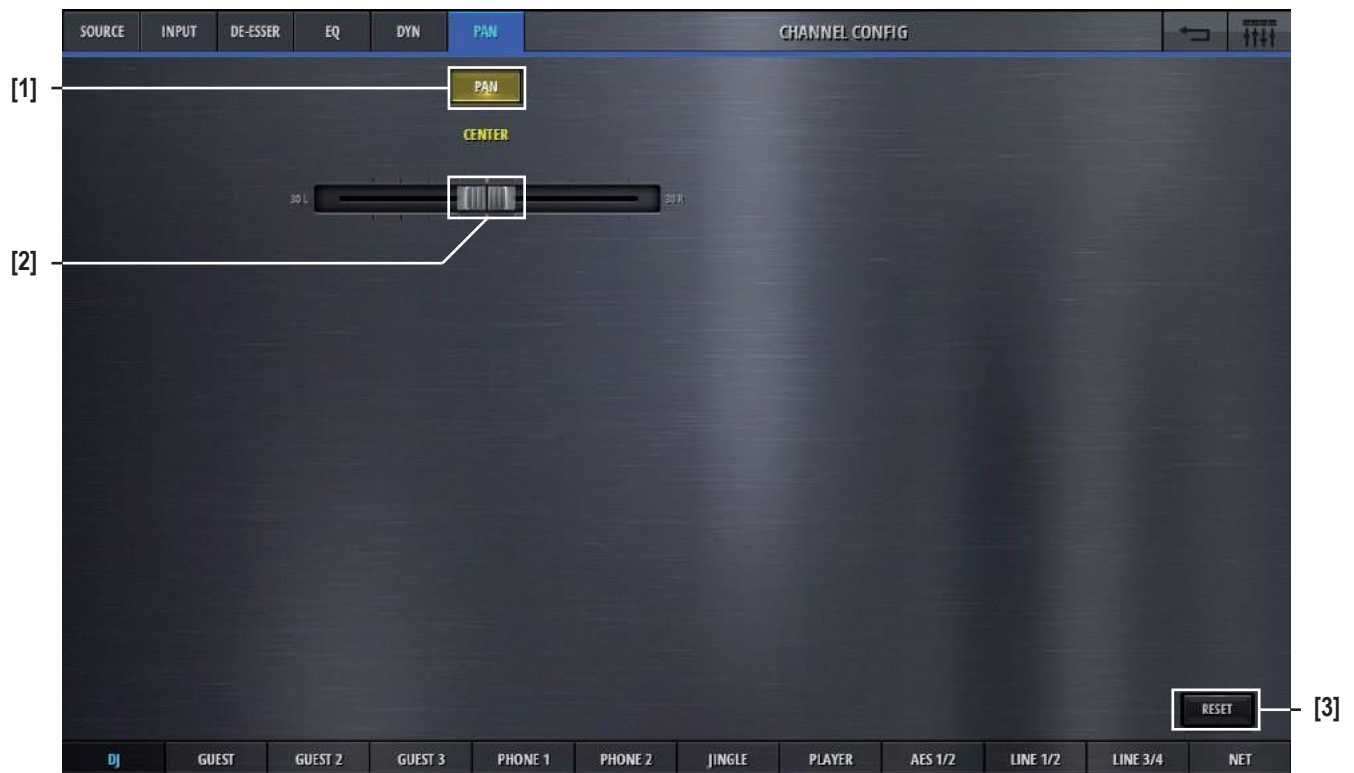 SOURCE INPUT DE-ESSER EQ DYN PAN CHANNEL CONFIG
[1] PAN
CENTER
30 L 30 R
[2]
RESET [3]
DJ GUEST GUEST 2 GUEST 3 PHONE 1 PHONE 2 JINGLE PLAYER AES 1/2 LINE 1/2 LINE 3/4 NET